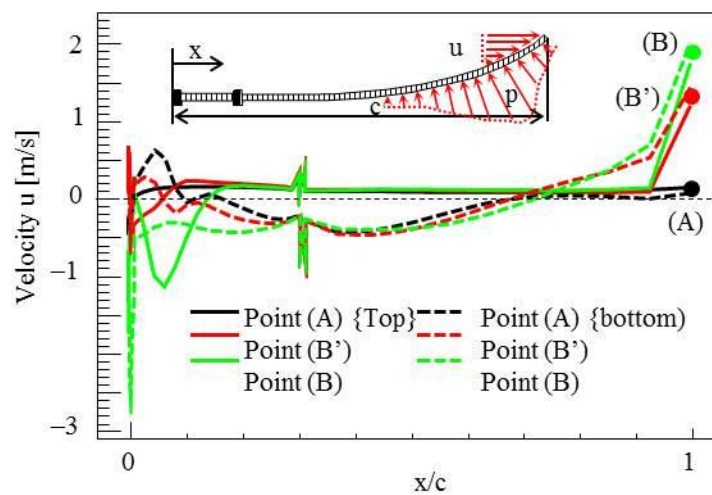 2
1
0
−1
−3
Velocity u [m/s]
x
u
c
p
(B)
(B’)
(A)
Point (A) {Top}
Point (B’)
Point (B)
Point (A) {bottom)
Point (B’)
Point (B)
0
1
x/c